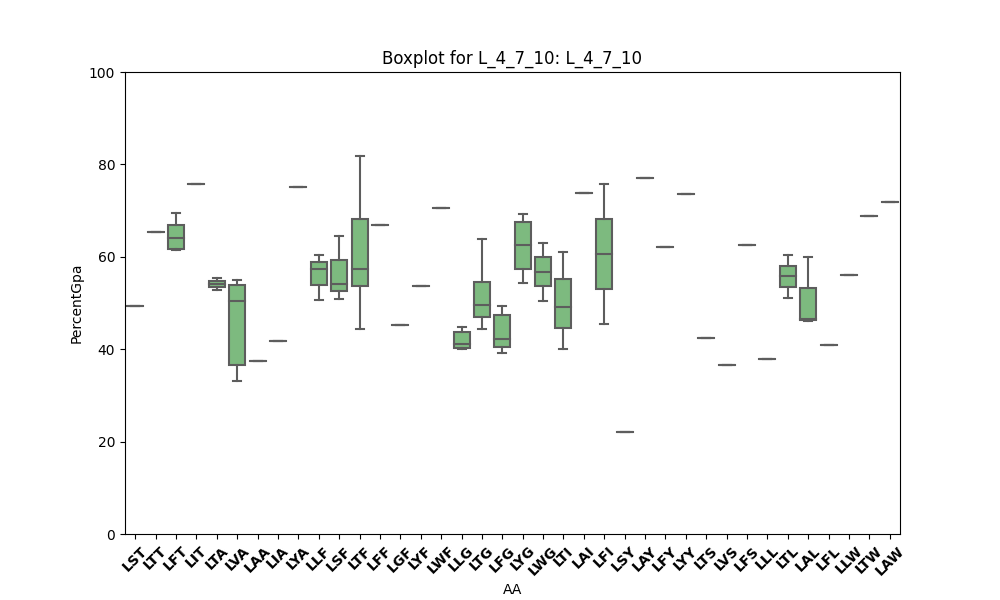 Boxplot for L_4_7_10: L_4_7_10
PercentGpa
100
80
60
40
20
0
LST LTT LFT LIT LTA LVA LAA LIA LYA LLF LSF LTF LFF LGF LYF LWF LLG LTG LFG LYG LWG LTI LAI LFI LSY LAY LFY LYY LTS LVS LFS LLL LTL LAL LFL LLW LTW LAW
AA